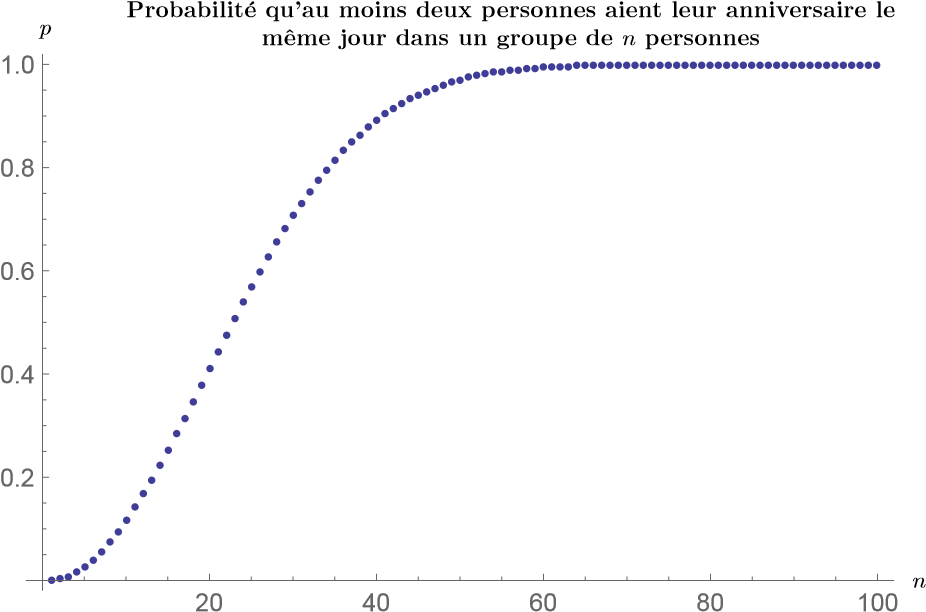 Probabilité qu'au moins deux personnes aient leur anniversaire le
même jour dans un groupe de n personnes
p
1.0
0.8
0.6
0.4
0.2
20 40 60 80 100 n